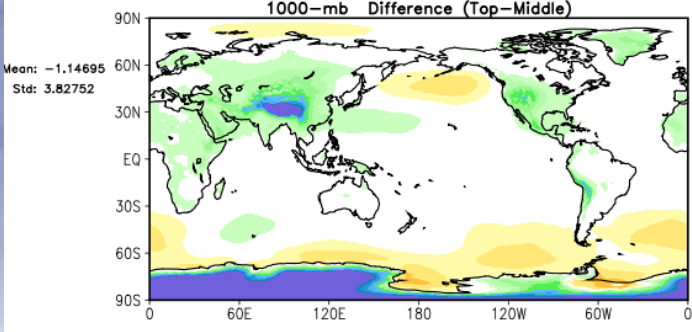 1000-mb Difference (Top-Middle)
Mean: -1.14695
Std: 3.82752
90N
60N
30N
EQ
30S
60S
90S
0 60E 120E 180 120W 60W 0